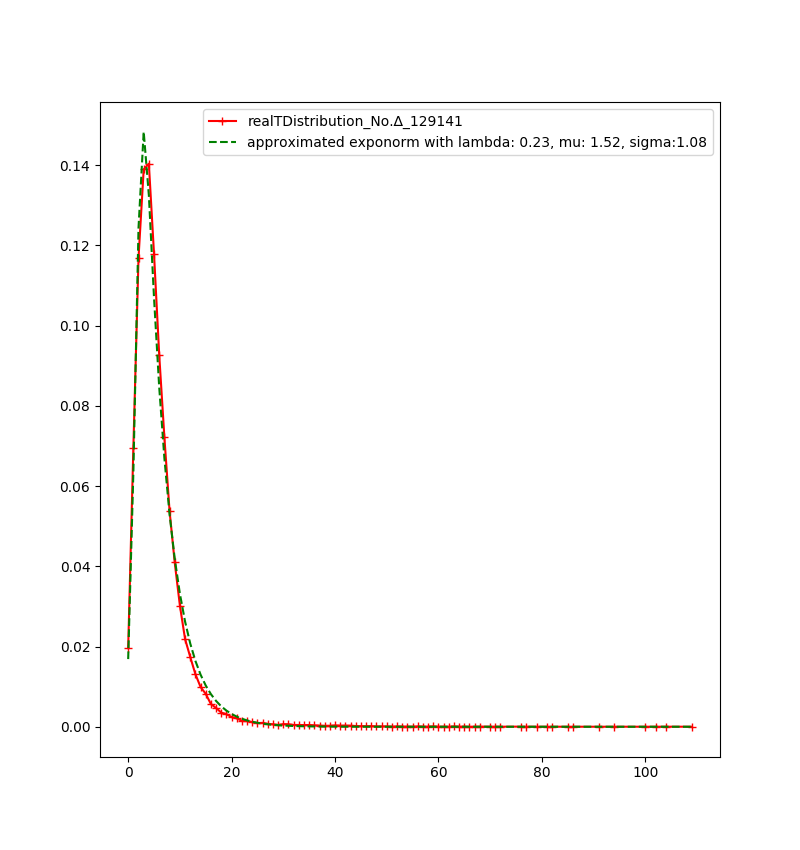 realTDistribution_No.Δ_129141
approximated exponorm with lambda: 0.23, mu: 1.52, sigma:1.08
0.14
0.12
0.10
0.08
0.06
0.04
0.02
0.00
0 20 40 60 80 100